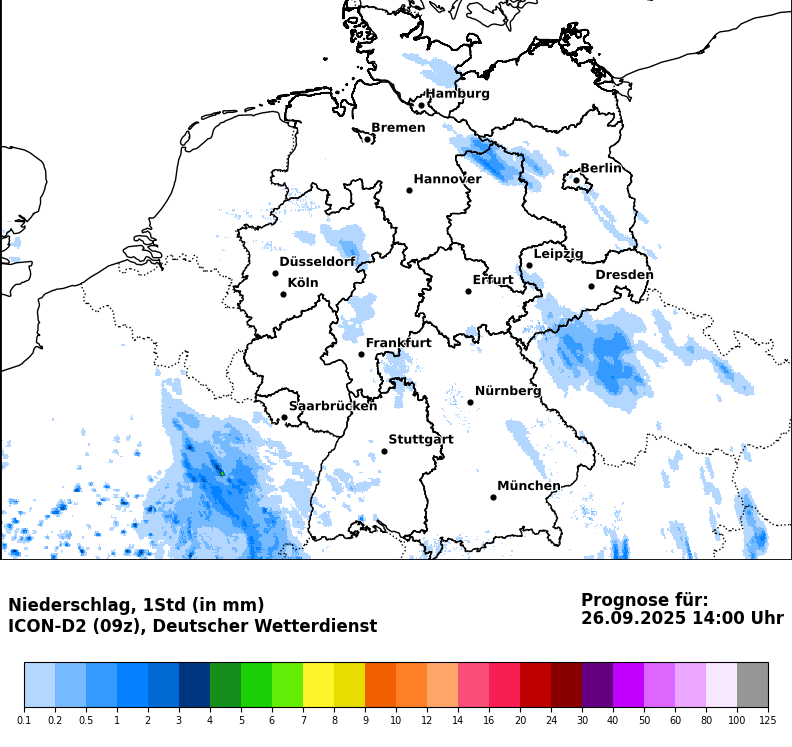 Hamburg
Bremen
Berlin
Hannover
Leipzig
Düsseldorf
Dresden
Köln
Erfurt
Frankfurt
Nürnberg
Saarbrücken
Stuttgart
München
Niederschlag, 1Std (in mm)
ICON-D2 (09z), Deutscher Wetterdienst
Prognose für:
26.09.2025 14:00 Uhr
0.1 0.2 0.5 1 2 3 4 5 6 7 8 9 10 12 14 16 20 24 30 40 50 60 80 100 125